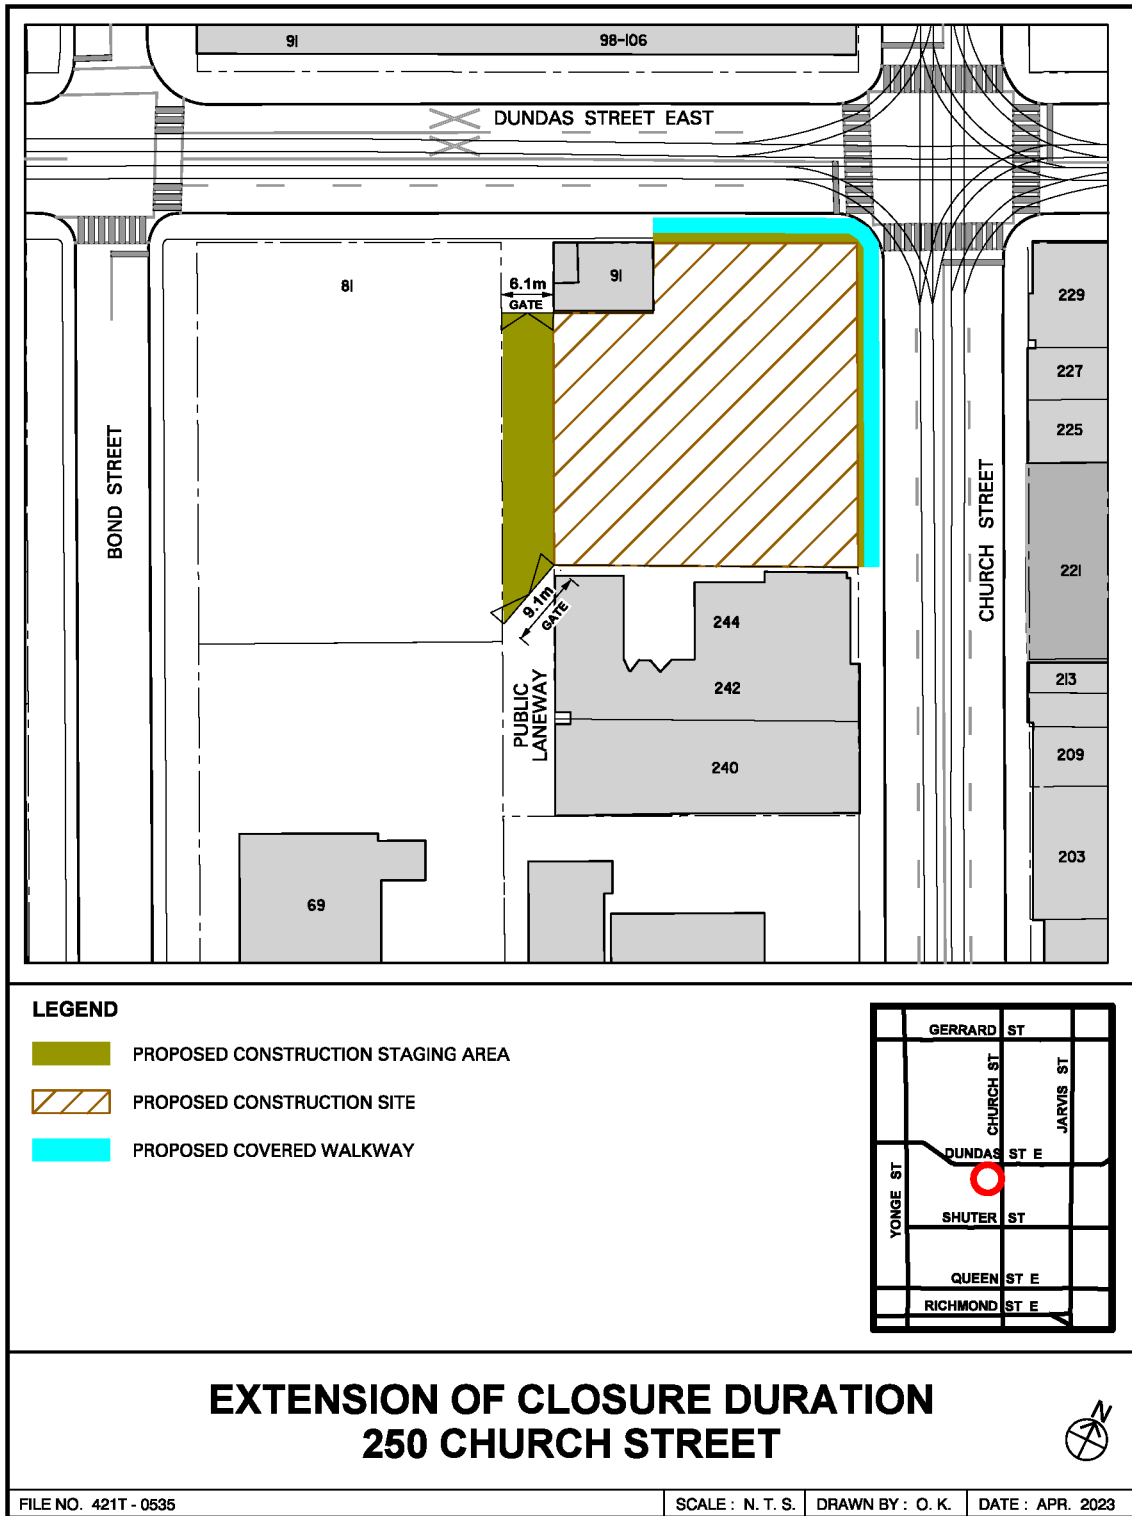 91
98-106
DUNDAS STREET EAST
81
91
6.1m
GATE
229
227
225
BOND STREET
CHURCH STREET
221
9.1m
GATE
244
213
242
PUBLIC
LANEWAY
209
240
203
69
LEGEND
PROPOSED CONSTRUCTION STAGING AREA
PROPOSED CONSTRUCTION SITE
PROPOSED COVERED WALKWAY
GERRARD ST
CHURCH ST
JARVIS ST
DUNDAS ST E
YONGE ST
SHUTER ST
QUEEN ST E
RICHMOND ST E
EXTENSION OF CLOSURE DURATION
250 CHURCH STREET
N
FILE NO. 421T - 0535
SCALE : N. T. S.
DRAWN BY : O. K.
DATE : APR. 2023